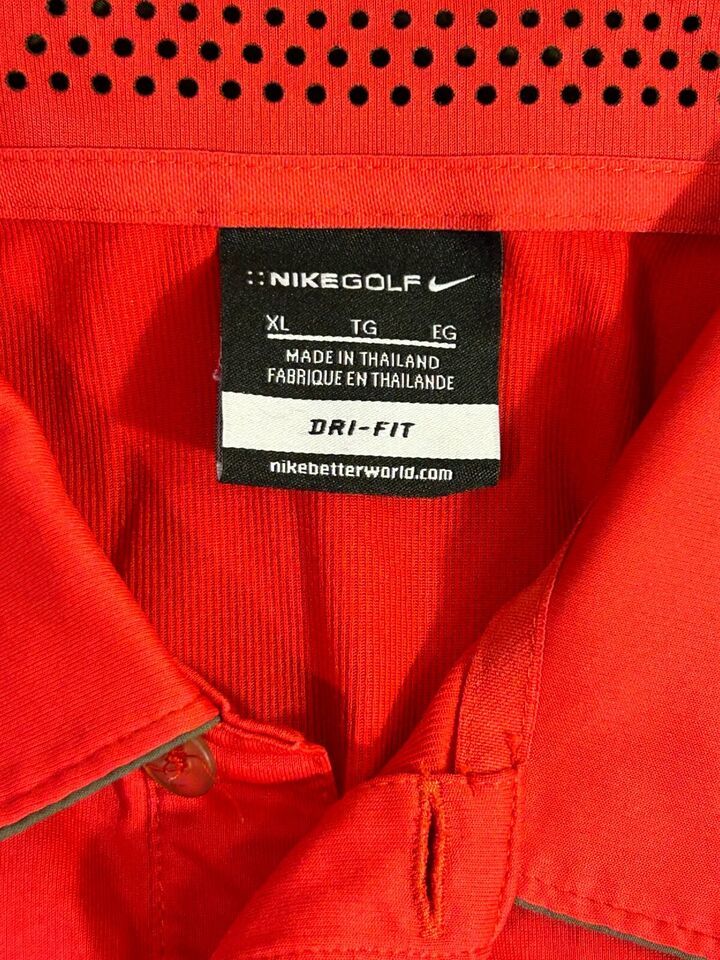 NIKEGOLF
XL TG EG
MADE IN THAILAND
FABRIQUE EN THAILANDE
DRI-FIT
nikebetterworld.com